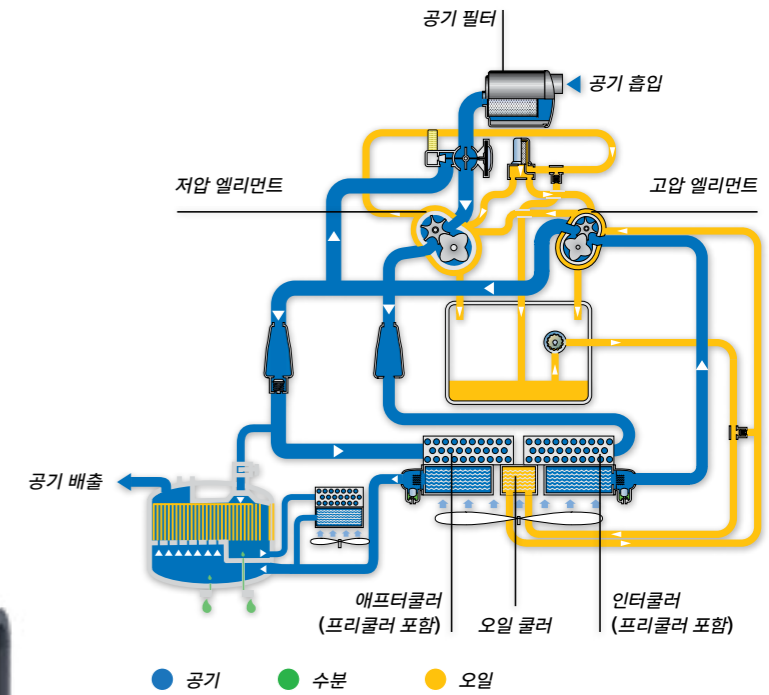 공기 필터
공기 흡입
저압 엘리먼트
고압 엘리먼트
공기 배출
애프터쿨러
(프리쿨러 포함)
오일 쿨러
인터쿨러
(프리쿨러 포함)
공기
수분
오일